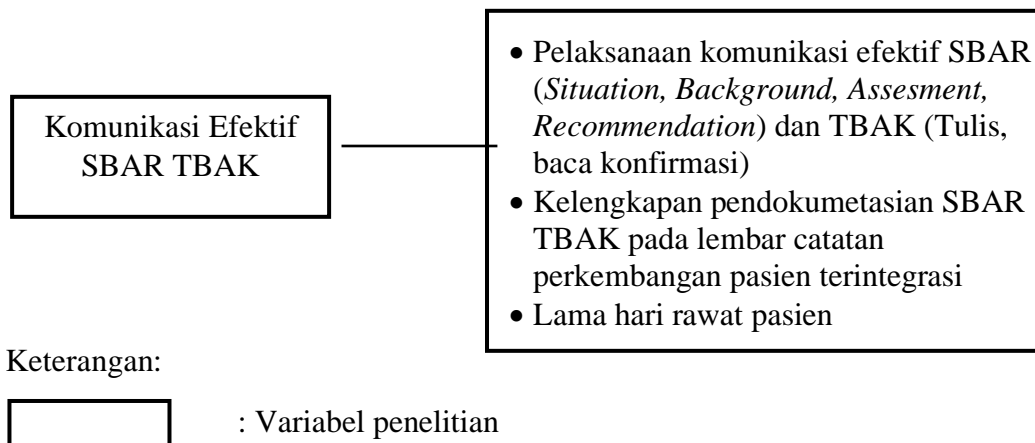 Komunikasi Efektif
SBAR TBAK
• Pelaksanaan komunikasi efektif SBAR
(Situation, Background, Assesment,
Recommendation) dan TBAK (Tulis,
baca konfirmasi)
• Kelengkapan pendokumetasian SBAR
TBAK pada lembar catatan
perkembangan pasien terintegrasi
• Lama hari rawat pasien
Keterangan:
: Variabel penelitian